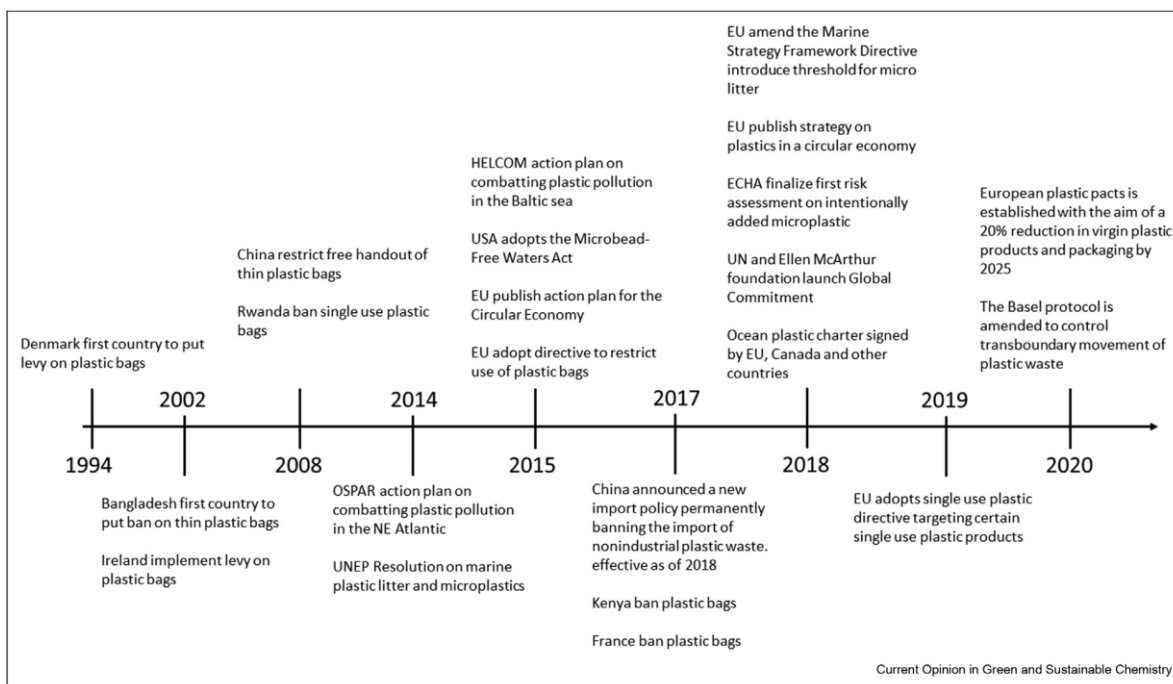 EU amend the Marine
Strategy Framework Directive
introduce threshold for micro
litter
EU publish strategy on
plastics in a circular economy
ECHA finalize first risk
assessment on intentionally
added microplastic
UN and Ellen McArthur
foundation launch Global
Commitment
Ocean plastic charter signed
by EU, Canada and other
countries
HELCOM action plan on
combatting plastic pollution
in the Baltic sea
USA adopts the Microbead-
Free Waters Act
EU publish action plan for the
Circular Economy
EU adopt directive to restrict
use of plastic bags
European plastic pacts is
established with the aim of a
20% reduction in virgin plastic
products and packaging by
2025
The Basel protocol is
amended to control
transboundary movement of
plastic waste
China restrict free handout of
thin plastic bags
Rwanda ban single use plastic
bags
Denmark first country to put
levy on plastic bags
2002
2014
2017
2019
1994
2008
2015
2018
2020
Bangladesh first country to
put ban on thin plastic bags
Ireland implement levy on
plastic bags
OSPAR action plan on
combatting plastic pollution
in the NE Atlantic
UNEP Resolution on marine
plastic litter and microplastics
China announced a new
import policy permanently
banning the import of
nonindustrial plastic waste.
effective as of 2018
Kenya ban plastic bags
France ban plastic bags
EU adopts single use plastic
directive targeting certain
single use plastic products
Current Opinion in Green and Sustainable Chemistry